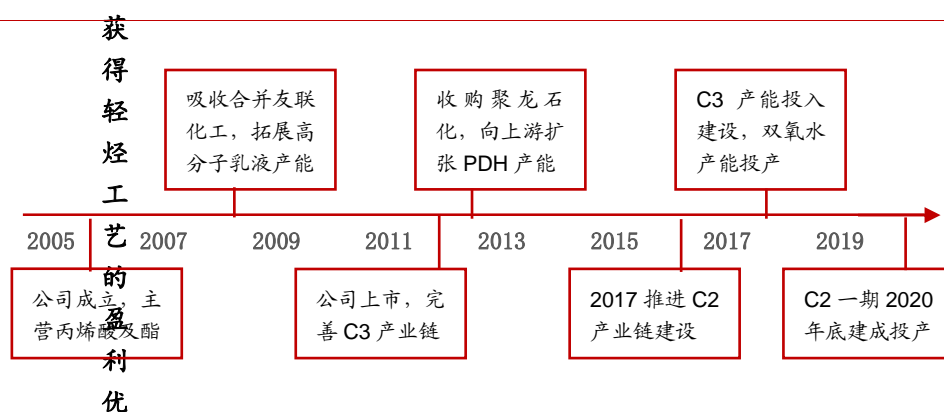 获
得
轻
烃
工
艺
的
盈
利
优
吸收合并友联
化工，拓展高
分子乳液产能
收购聚龙石
化，向上游扩
张 PDH 产能
C3 产能投入
建设，双氧水
产能投产
2005 2007 2009 2011 2013 2015 2017 2019
公司成立，主
营丙烯酸及酯
公司上市，完
善 C3 产业链
2017 推进 C2
产业链建设
C2 一期 2020
年底建成投产